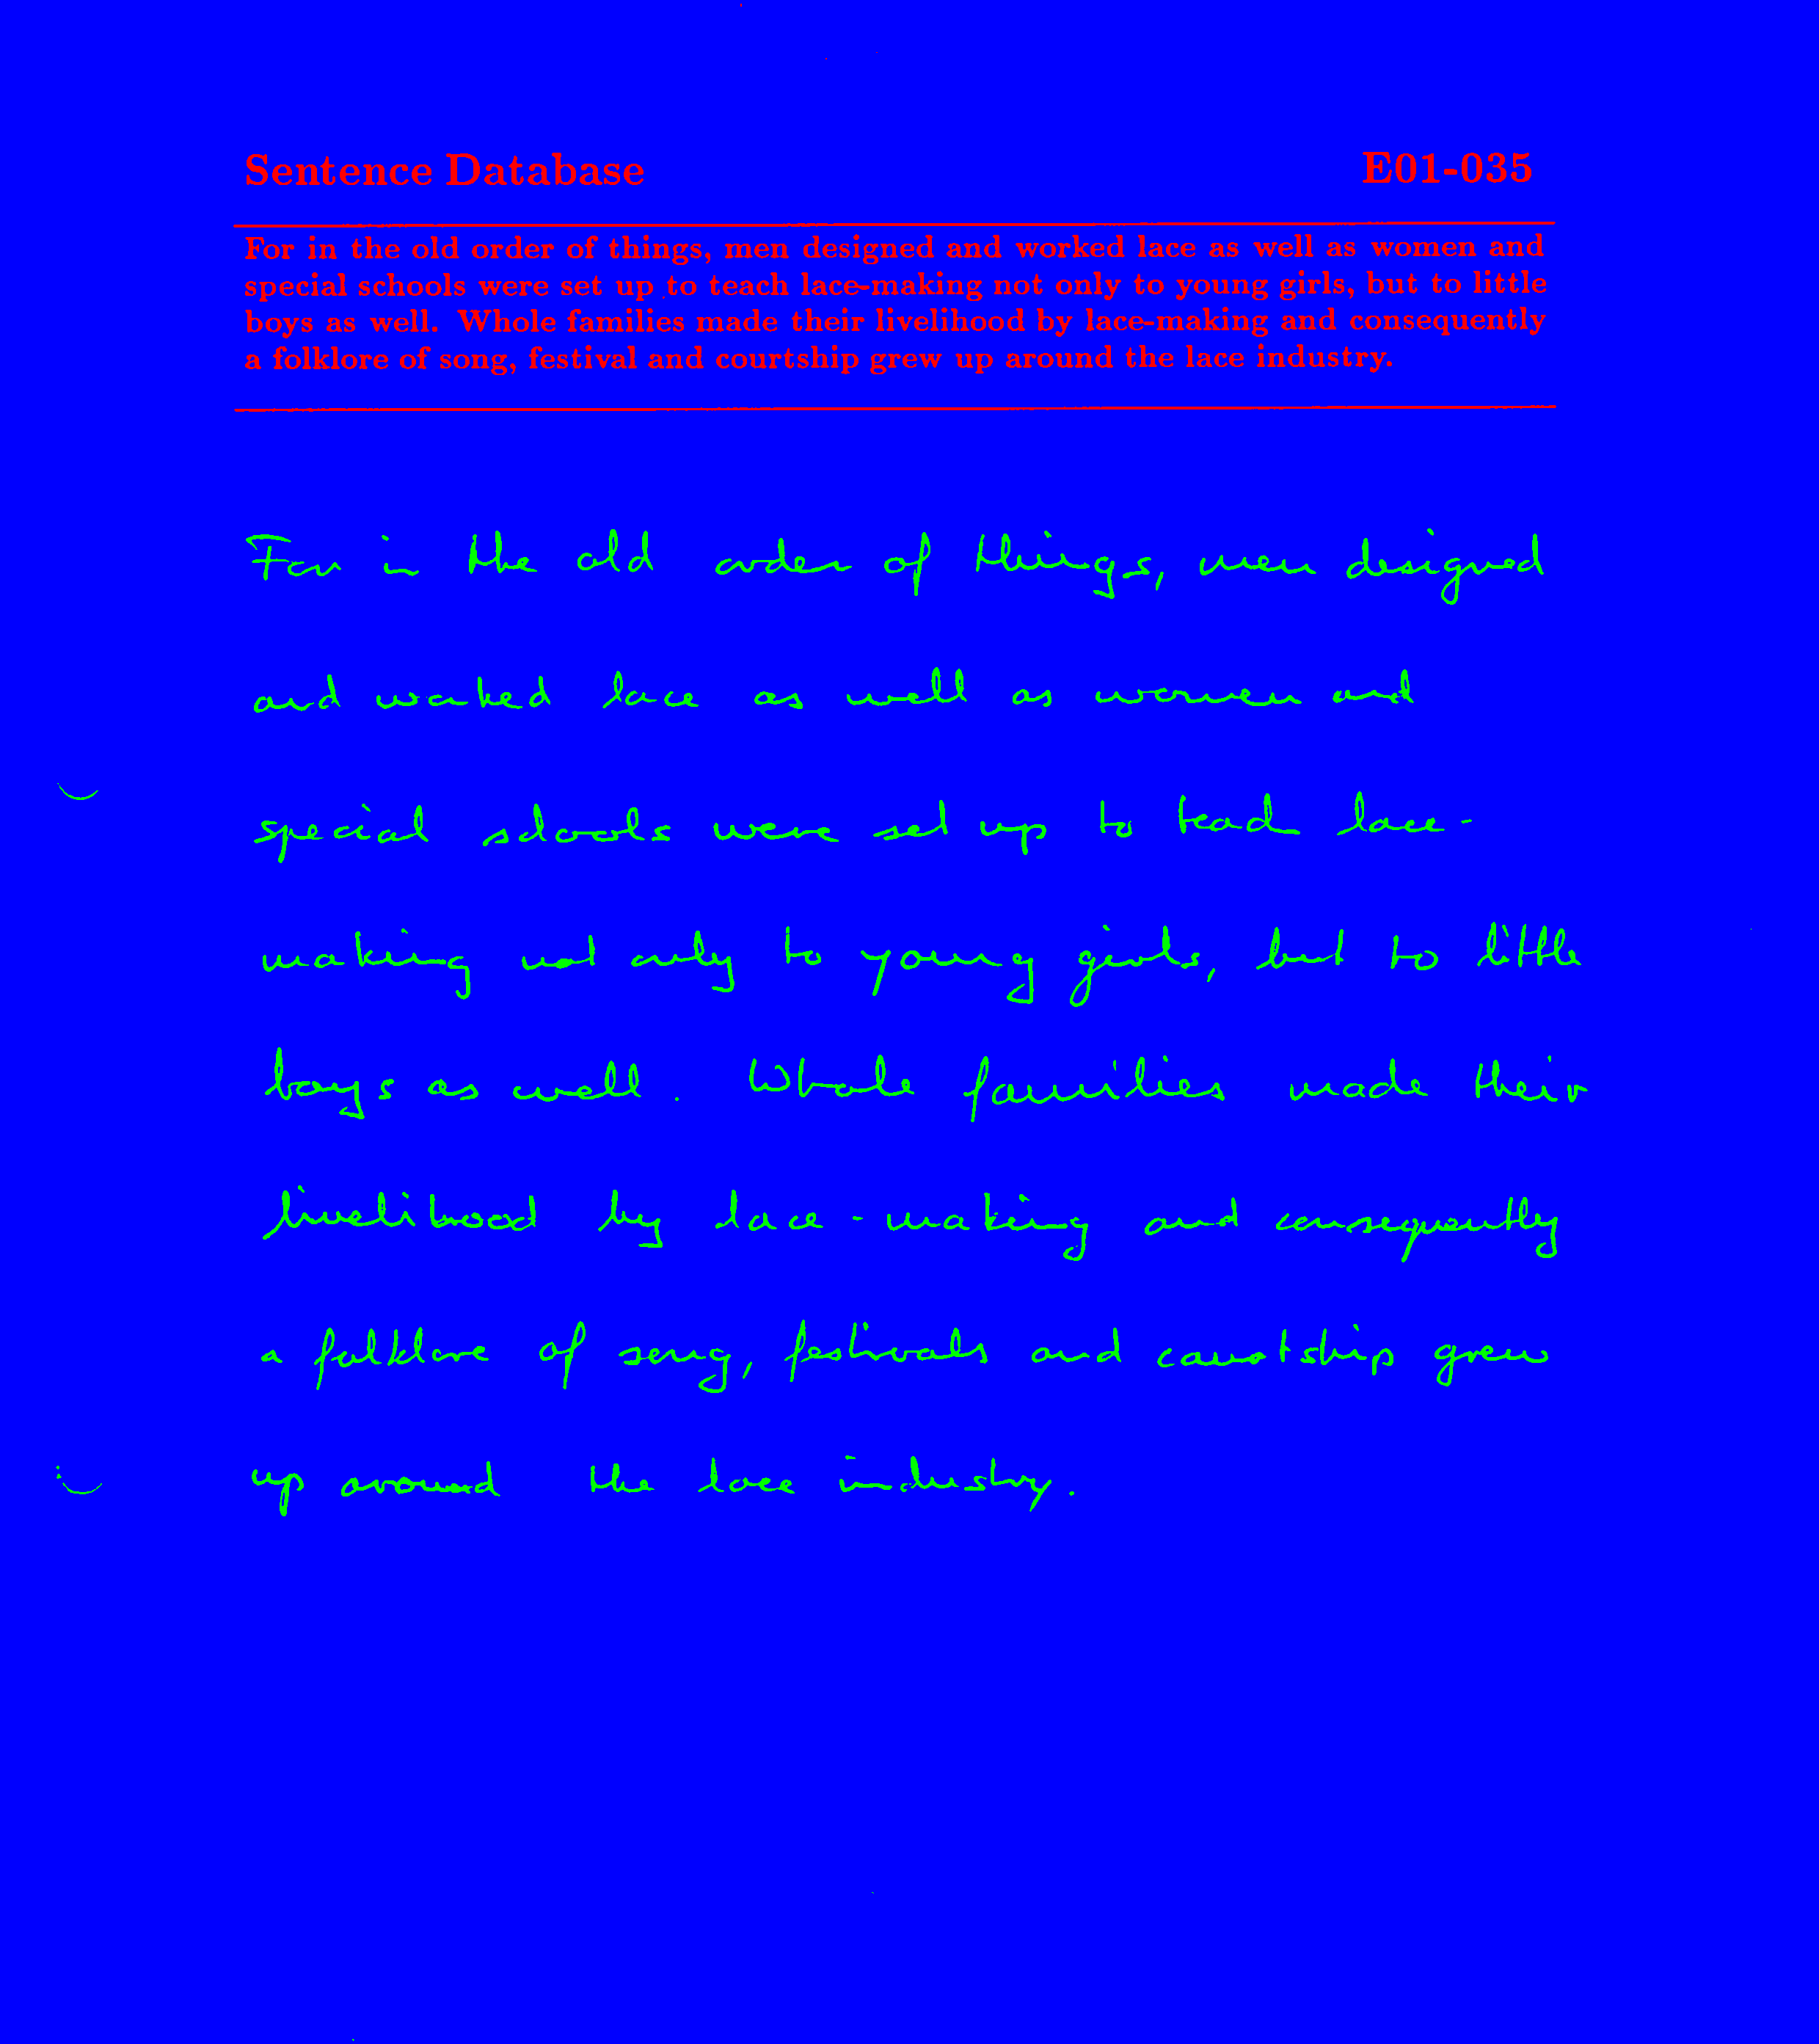 Sentence Database E01-035
For in the old order of things, men designed and worked lace as well as women and
special schools were set up to teach lace-making not only to young girls, but to little
boys as well. Whole families made their livelihood by lace-making and consequently
a folklore of song, festival and courtship grew up around the lace industry.
For in the old order of things, men designed
and worked lace as well as women and
special schools were set up to teach lace-
making not only to young girls, but to little
boys as well. Whole families made their
livelihood by lace-making and consequently
a folklore of song, festivals and courtship grew
up around the lace industry.